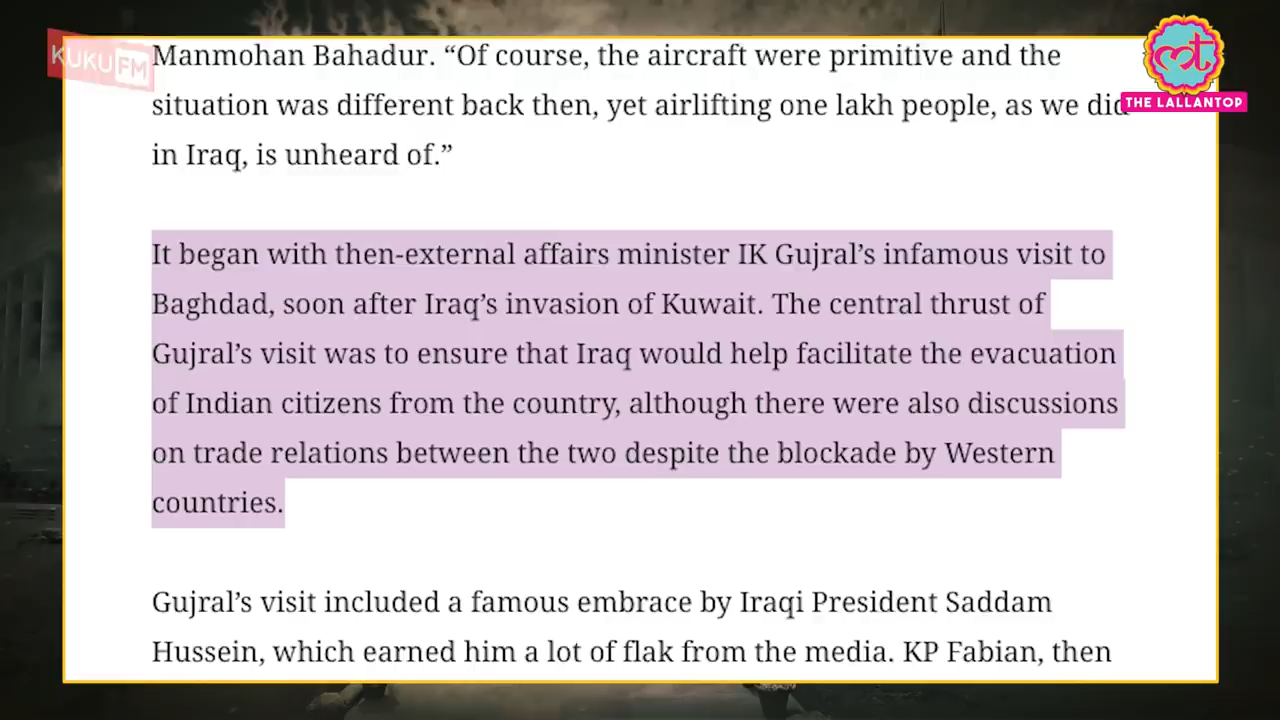 KUKU FM
Manmohan Bahadur. “Of course, the aircraft were primitive and the
situation was different back then, yet airlifting one lakh people, as we did
in Iraq, is unheard of.”
It began with then-external affairs minister IK Gujral’s infamous visit to
Baghdad, soon after Iraq’s invasion of Kuwait. The central thrust of
Gujral’s visit was to ensure that Iraq would help facilitate the evacuation
of Indian citizens from the country, although there were also discussions
on trade relations between the two despite the blockade by Western
countries.
Gujral’s visit included a famous embrace by Iraqi President Saddam
Hussein, which earned him a lot of flak from the media. KP Fabian, then
THE LALLANTOP